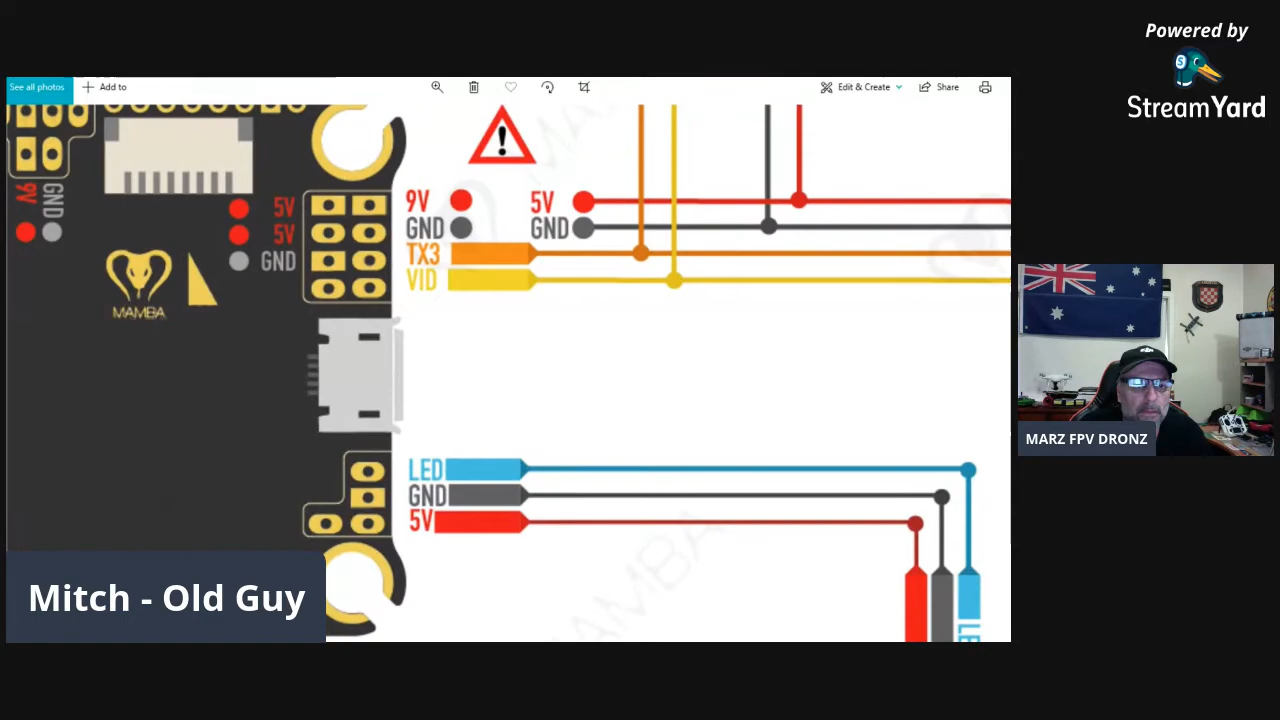 Powered by
StreamYard
See all photos
Add to
Edit & Create
Share
9V
GND
5V
5V
GND
MAMBA
9V
GND
TX3
VID
5V
GND
LED
GND
5V
MAMBA
Mitch - Old Guy
MARZ FPV DRONZ